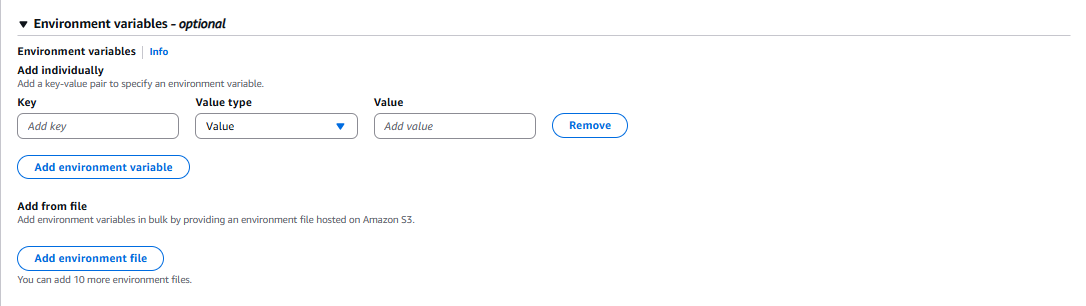 Environment variables - optional
Environment variables Info
Add individually
Add a key-value pair to specify an environment variable.
Key Value type Value
Add key Value Add value Remove
Add environment variable
Add from file
Add environment variables in bulk by providing an environment file hosted on Amazon S3.
Add environment file
You can add 10 more environment files.